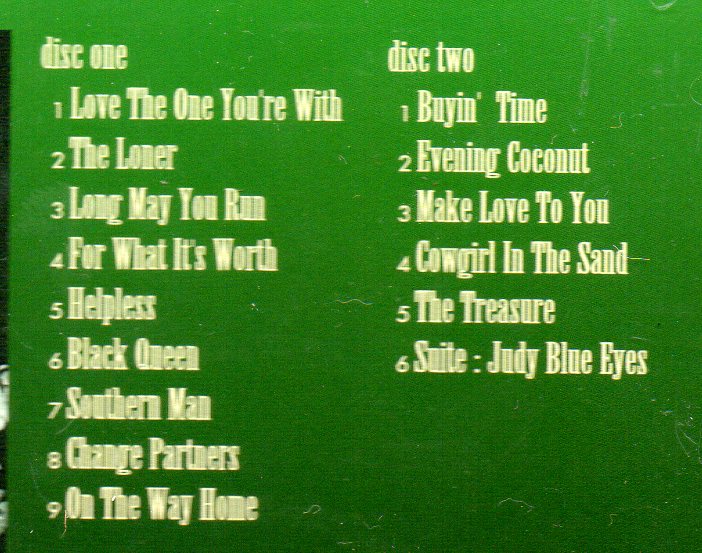 disc one
1 Love The One You're With
2 The Loner
3 Long May You Run
4 For What It's Worth
5 Helpless
6 Black Queen
7 Southern Man
8 Change Partners
9 On The Way Home
disc two
1 Buyin' Time
2 Evening Coconut
3 Make Love To You
4 Cowgirl In The Sand
5 The Treasure
6 Suite : Judy Blue Eyes